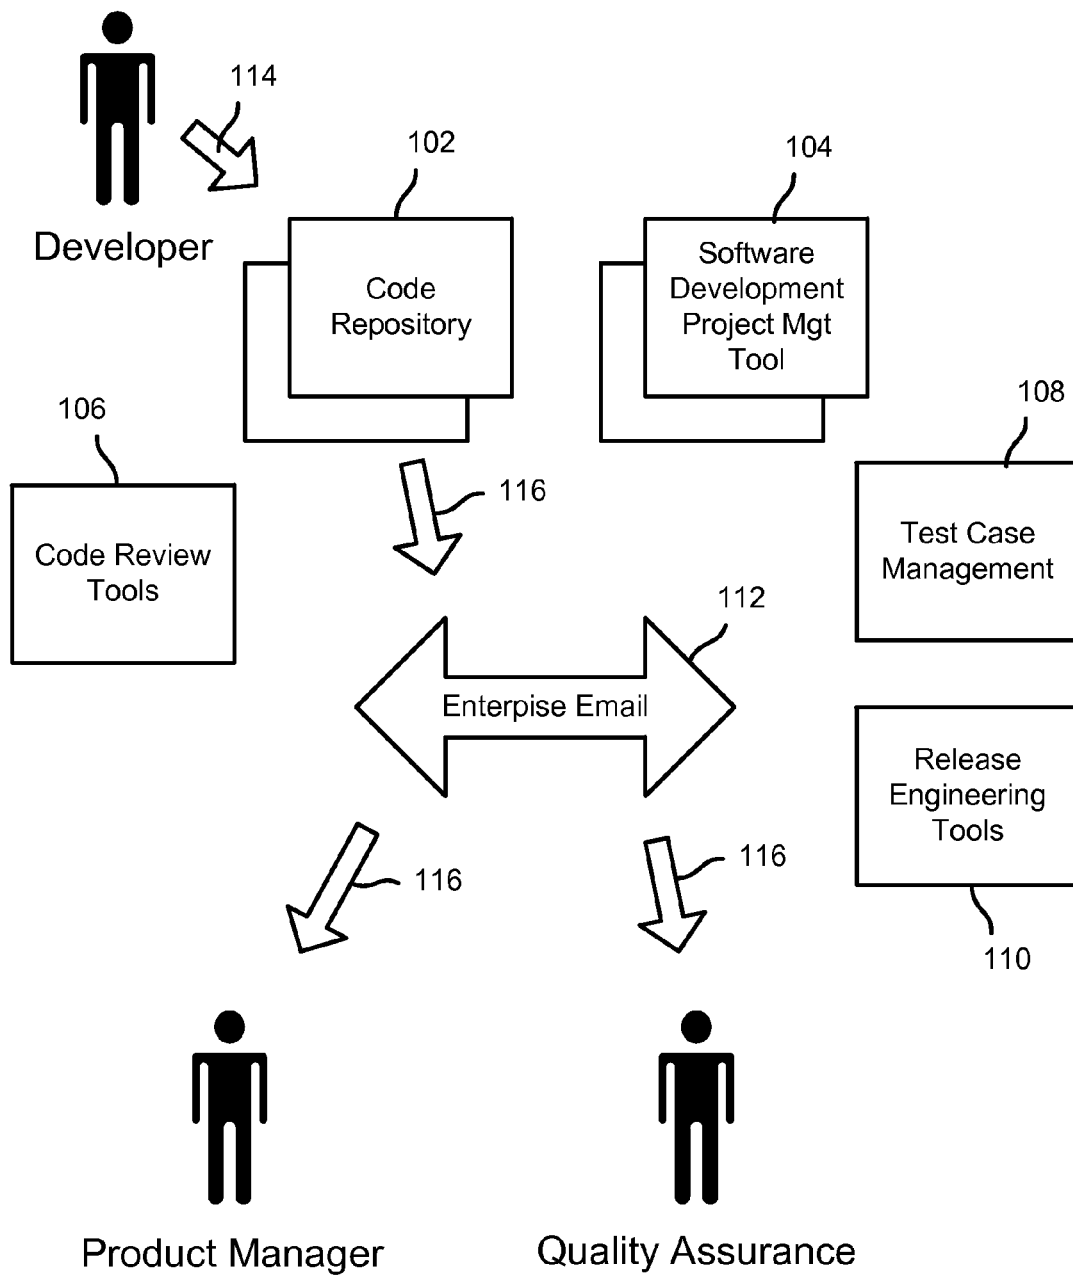 114
Developer
102
Code
Repository
104
Software
Development
Project Mgt
Tool
106
Code Review
Tools
116
108
Test Case
Management
112
Enterpise Email
Release
Engineering
Tools
110
116
116
Product Manager
Quality Assurance